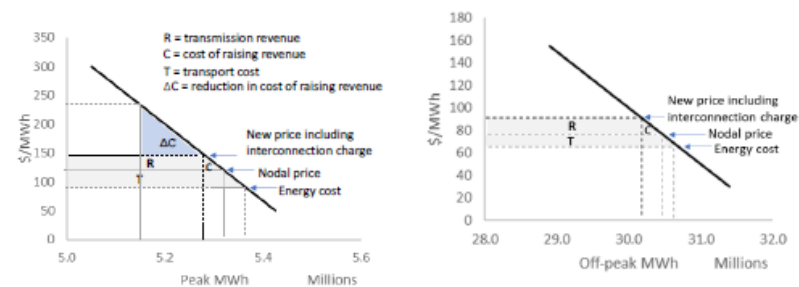 R = transmission revenue
C = cost of raising revenue
T = transport cost
ΔC = reduction in cost of raising revenue
350
300
250
200
150
100
50
0
$/MWh
ΔC
R
C
T
New price including
interconnection charge
Nodal price
Energy cost
5.0
5.2
5.4
5.6
Peak MWh
Millions
180
160
140
120
100
80
60
40
20
0
$/MWh
R
C
T
New price including
interconnection charge
Nodal price
Energy cost
28.0
29.0
30.0
31.0
32.0
Off-peak MWh
Millions